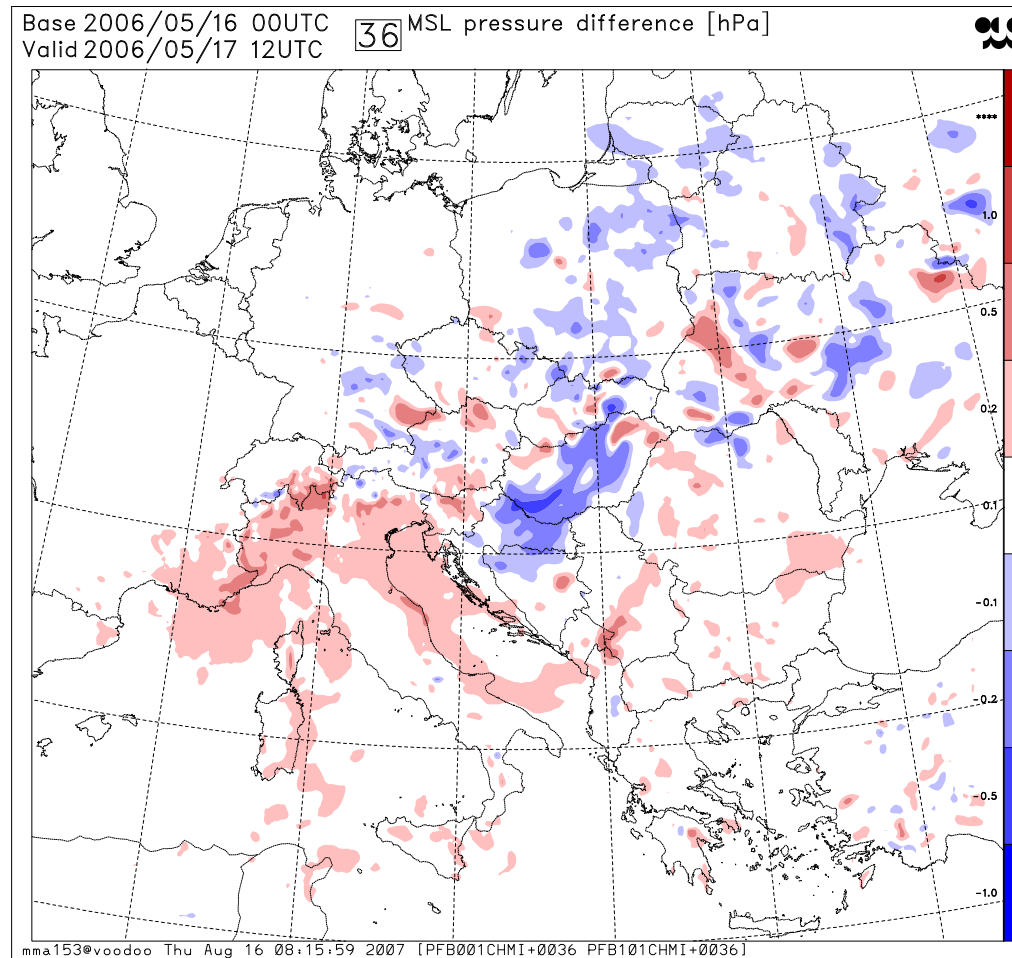 Base 2006/05/16 00UTC
36
MSL pressure difference [hPa]
Valid 2006/05/17 12UTC
****
1.0
0.5
0.2
0.1
-0.1
-0.2
-0.5
-1.0
mma153@voodoo Thu Aug 16 08:15:59 2007 [PFB001CHMI+0036 PFB101CHMI+0036]